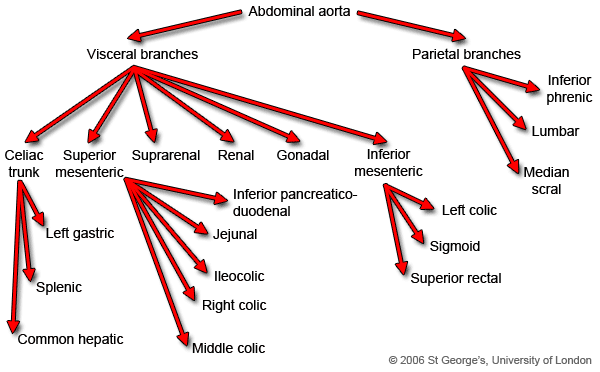 Abdominal aorta
Visceral branches
Parietal branches
Inferior
phrenic
Lumbar
Median
scral
Celiac
trunk
Superior
mesenteric
Suprarenal
Renal
Gonadal
Inferior
mesenteric
Left gastric
Splenic
Common hepatic
Inferior pancreatico-
duodenal
Jejunal
Ileocolic
Right colic
Middle colic
Left colic
Sigmoid
Superior rectal
© 2006 St George's, University of London